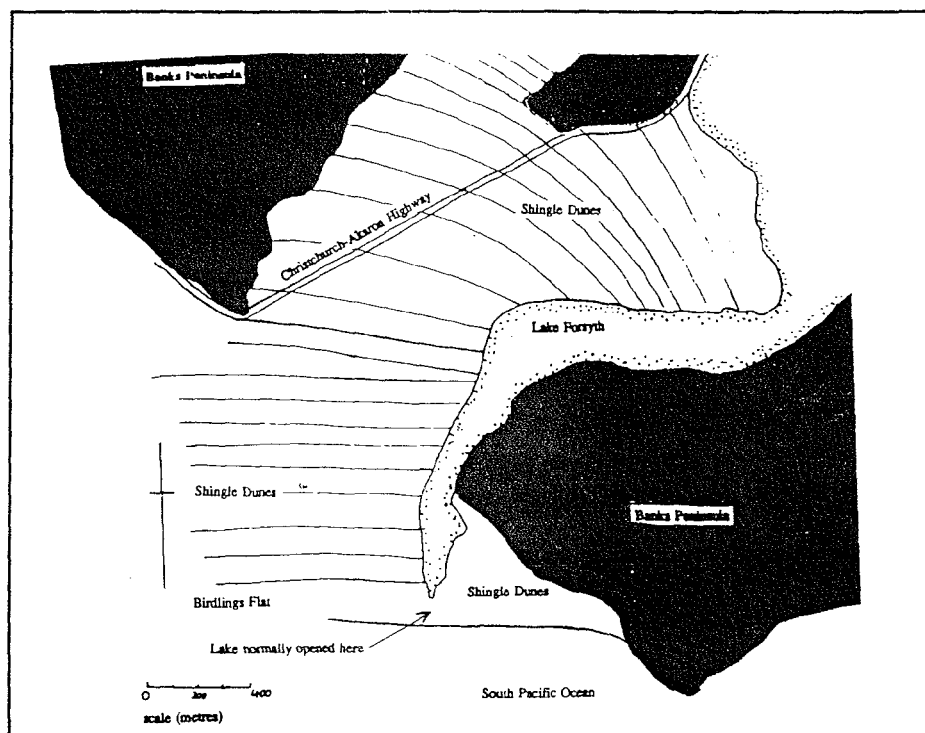 Banks Peninsula
Christchurch-Akaroa Highway
Shingle Dunes
Lake Forsyth
Shingle Dunes
Banks Peninsula
Birdlings Flat
Shingle Dunes
Lake normally opened here
South Pacific Ocean
0 200 400
scale (metres)